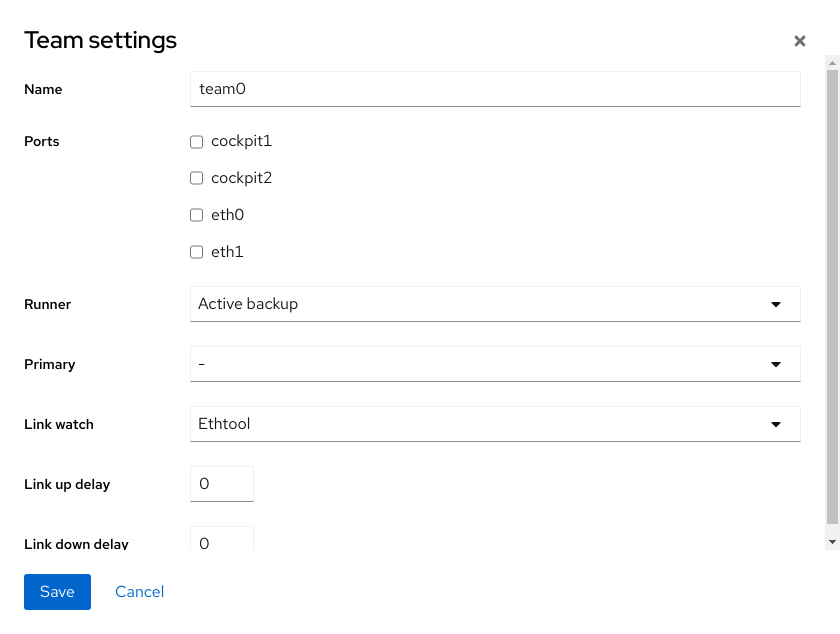 Team settings
Name team0
Ports cockpit1
cockpit2
eth0
eth1
Runner Active backup
Primary -
Link watch Ethtool
Link up delay 0
Link down delay 0
Save Cancel